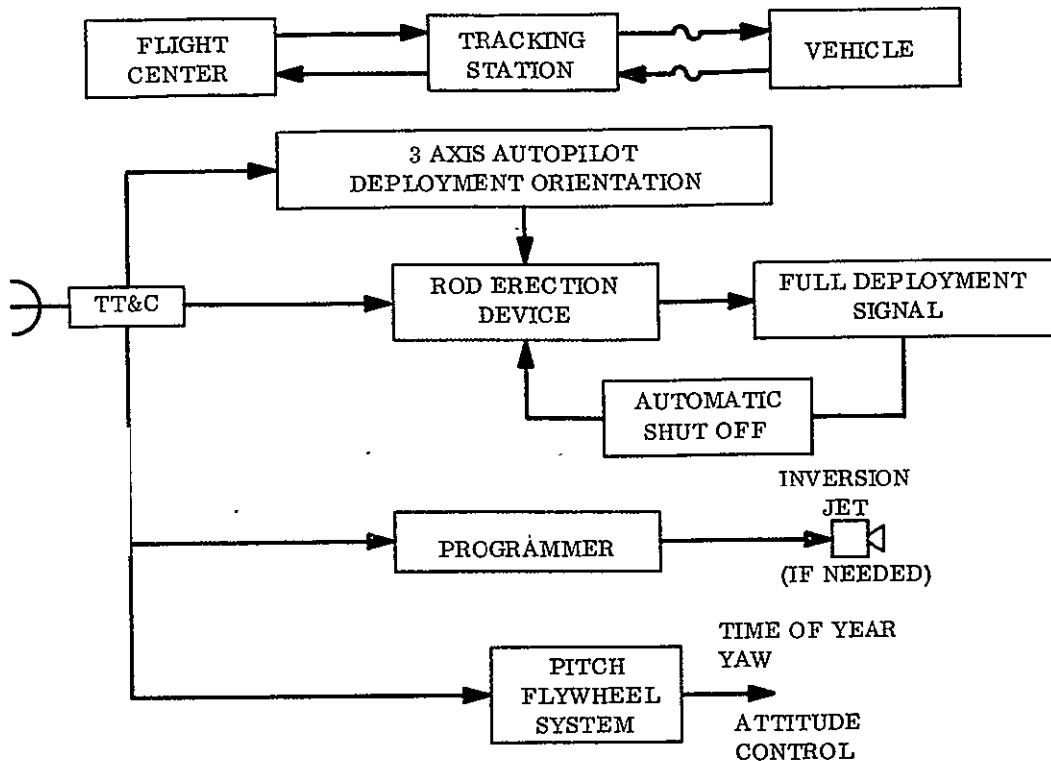 FLIGHT
CENTER
TRACKING
STATION
VEHICLE
3 AXIS AUTOPILOT
DEPLOYMENT ORIENTATION
TT&C
ROD ERECTION
DEVICE
FULL DEPLOYMENT
SIGNAL
AUTOMATIC
SHUT OFF
INVERSION
JET
(IF NEEDED)
PROGRAMMER
PITCH
FLYWHEEL
SYSTEM
TIME OF YEAR
YAW
ATTITUDE
CONTROL